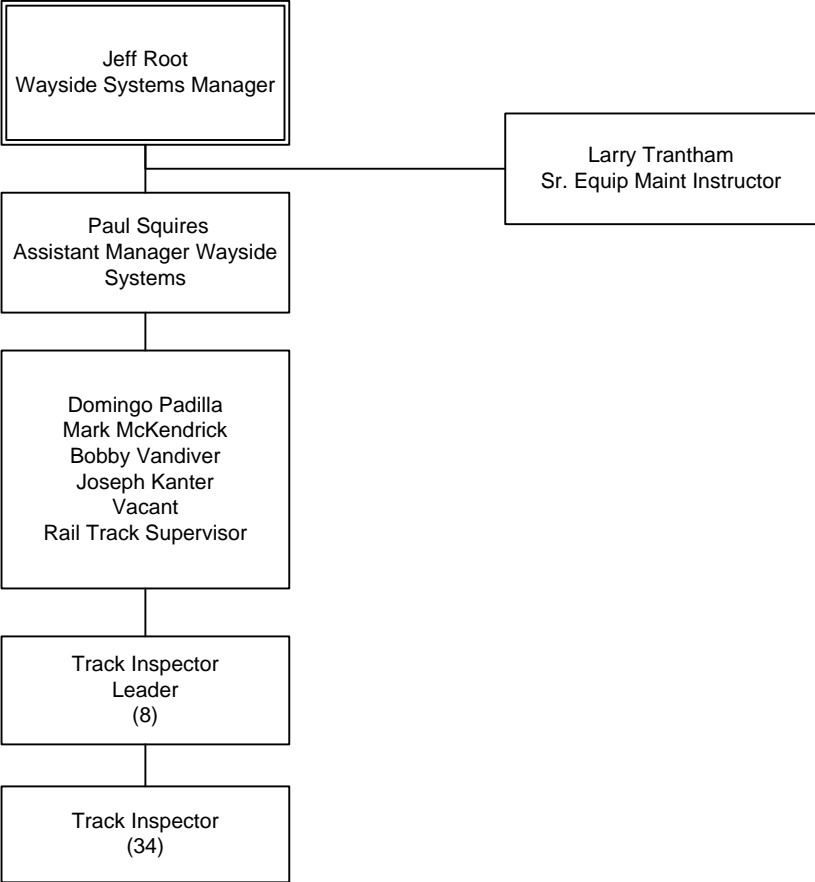 Jeff Root
Wayside Systems Manager
Larry Trantham
Sr. Equip Maint Instructor
Paul Squires
Assistant Manager Wayside
Systems
Domingo Padilla
Mark McKendrick
Bobby Vandiver
Joseph Kanter
Vacant
Rail Track Supervisor
Track Inspector
Leader
(8)
Track Inspector
(34)